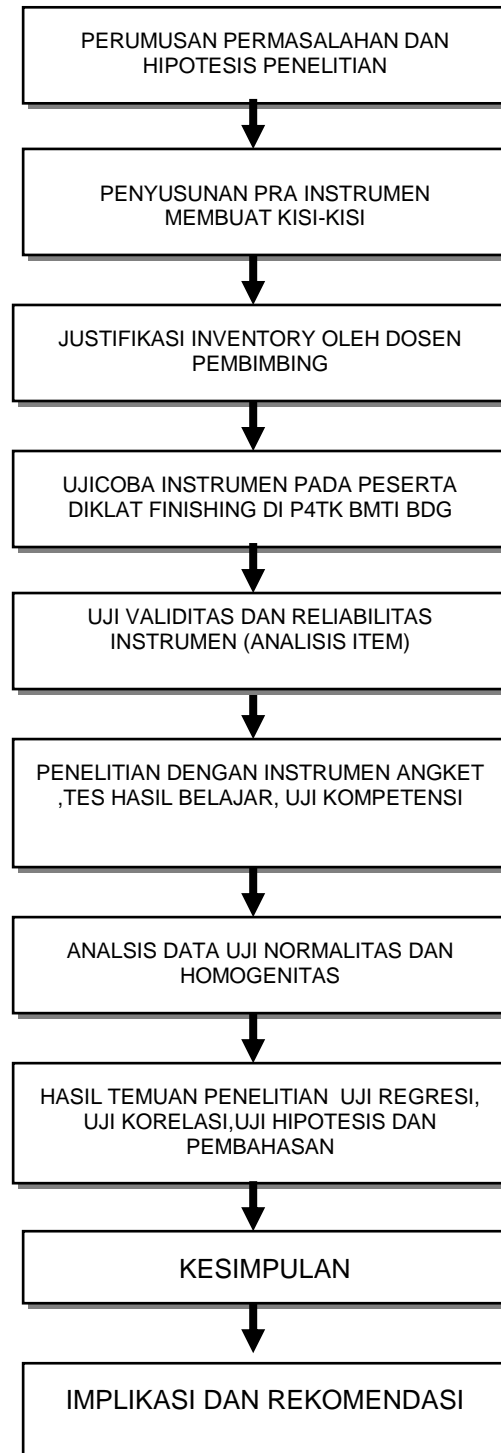 PERUMUSAN PERMASALAHAN DAN
HIPOTESIS PENELITIAN
PENYUSUNAN PRA INSTRUMEN
MEMBUAT KISI-KISI
JUSTIFIKASI INVENTORY OLEH DOSEN
PEMBIMBING
UJICOBA INSTRUMEN PADA PESERTA
DIKLAT FINISHING DI P4TK BMTI BDG
UJI VALIDITAS DAN RELIABILITAS
INSTRUMEN (ANALISIS ITEM)
PENELITIAN DENGAN INSTRUMEN ANGKET
,TES HASIL BELAJAR, UJI KOMPETENSI
ANALSIS DATA UJI NORMALITAS DAN
HOMOGENITAS
HASIL TEMUAN PENELITIAN  UJI REGRESI,
UJI KORELASI,UJI HIPOTESIS DAN
PEMBAHASAN
KESIMPULAN
IMPLIKASI DAN REKOMENDASI